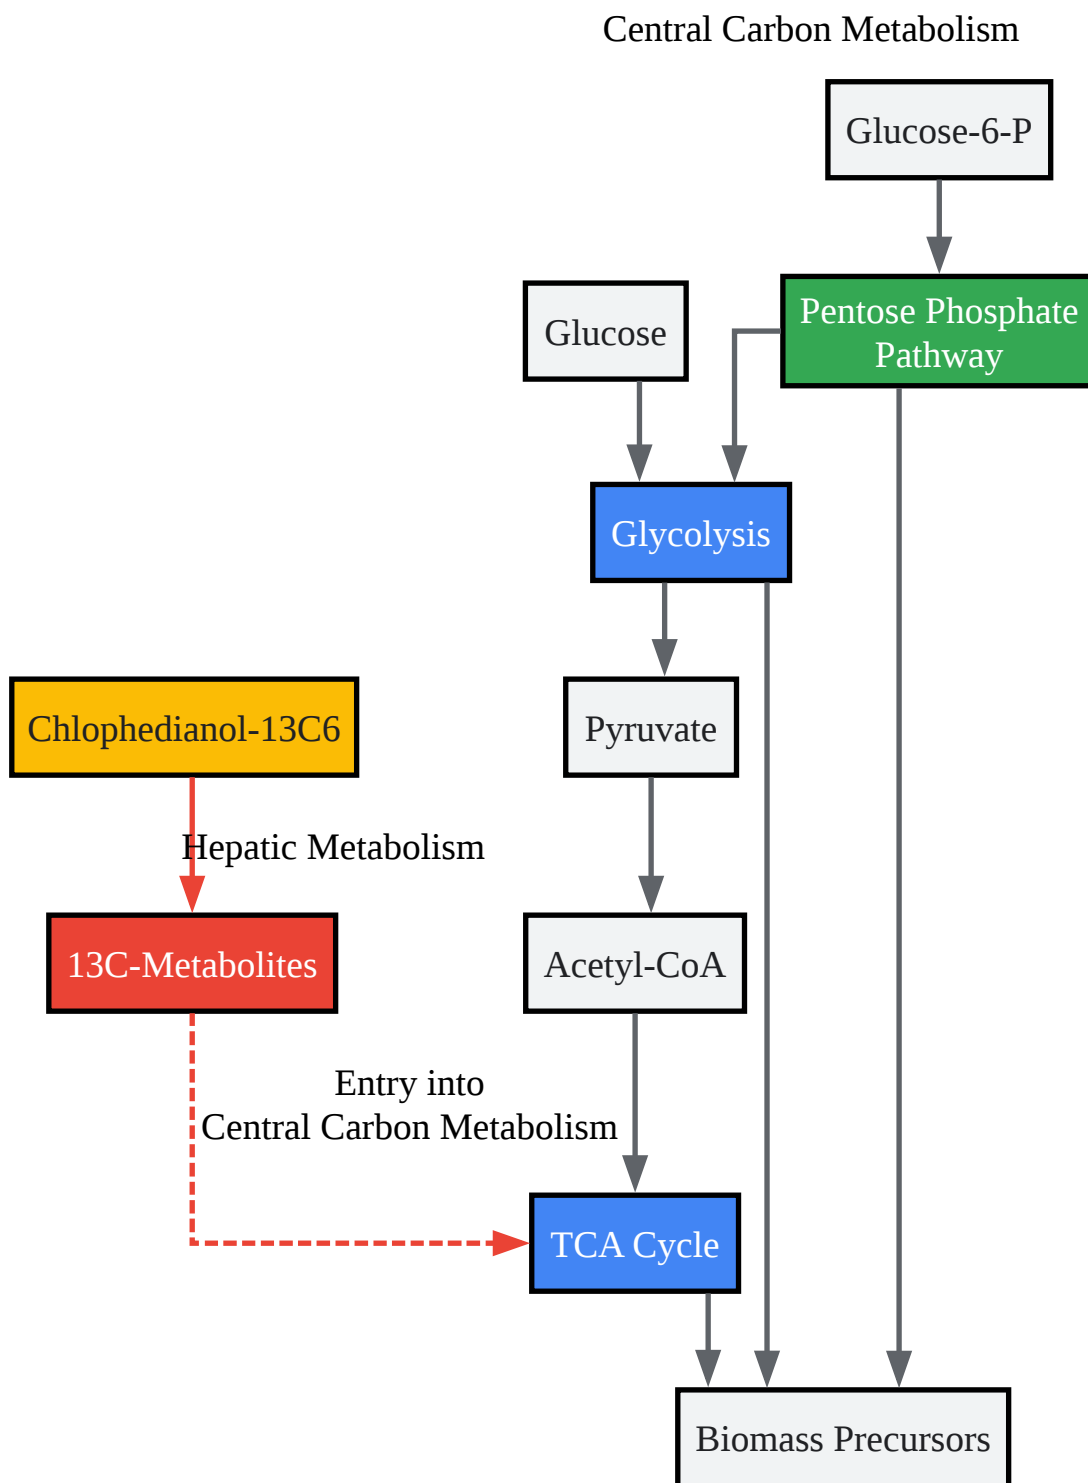 Central Carbon Metabolism
Glucose-6-P
Pentose Phosphate
Pathway
Glucose
Glycolysis
Chlophedianol-13C6
Pyruvate
Hepatic Metabolism
13C-Metabolites
Acetyl-CoA
Entry into
Central Carbon Metabolism
TCA Cycle
Biomass Precursors